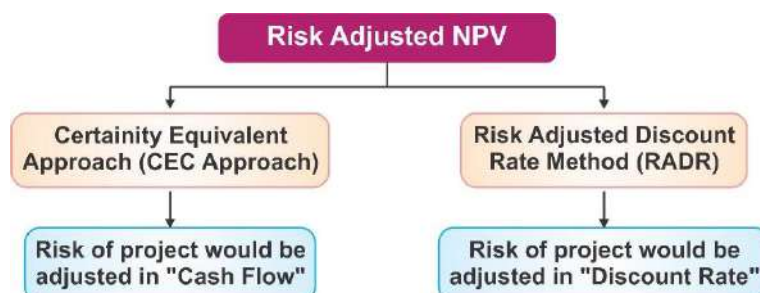 Risk Adjusted NPV
Certainity Equivalent
Approach (CEC Approach)
Risk Adjusted Discount
Rate Method (RADR)
Risk of project would be
adjusted in "Cash Flow"
Risk of project would be
adjusted in "Discount Rate"